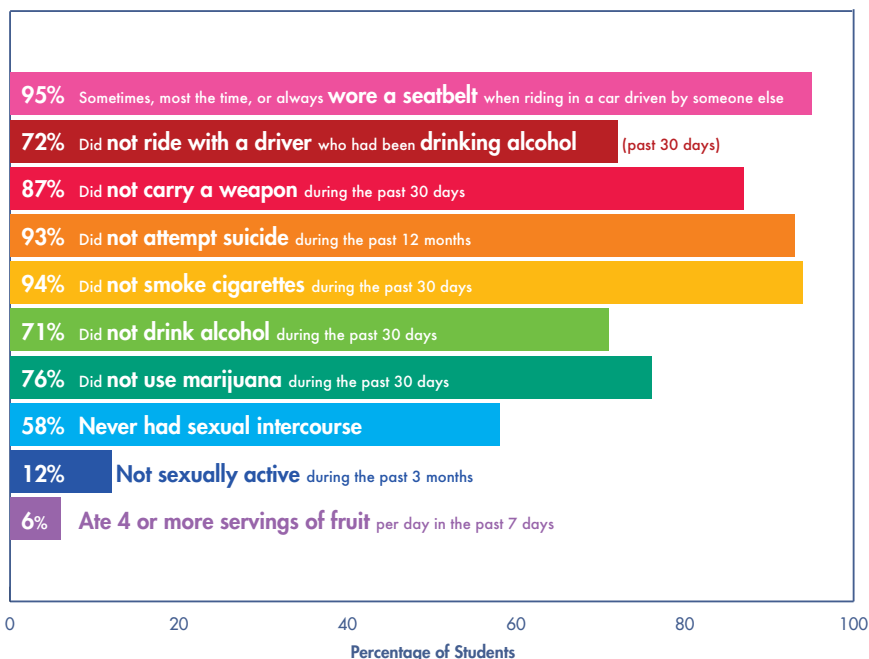 95% Sometimes, most the time, or always wore a seatbelt when riding in a car driven by someone else
72% Did not ride with a driver who had been drinking alcohol (past 30 days)
87% Did not carry a weapon during the past 30 days
93% Did not attempt suicide during the past 12 months
94% Did not smoke cigarettes during the past 30 days
71% Did not drink alcohol during the past 30 days
76% Did not use marijuana during the past 30 days
58% Never had sexual intercourse
12% Not sexually active during the past 3 months
6% Ate 4 or more servings of fruit per day in the past 7 days
0 20 40 60 80 100
Percentage of Students